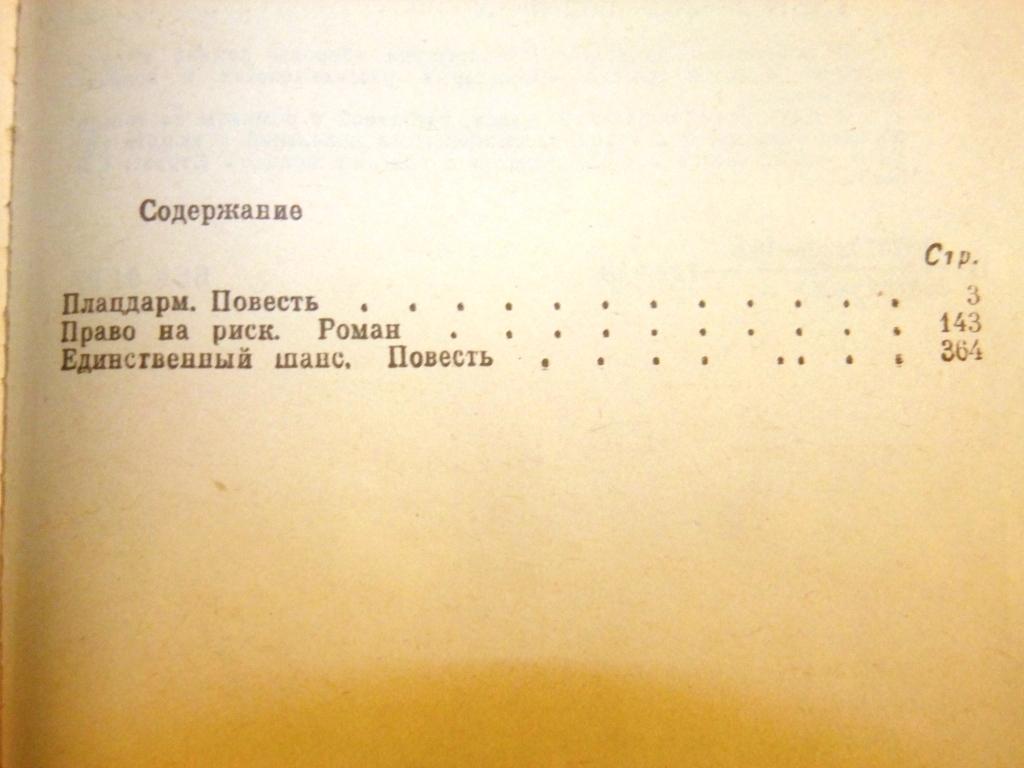 Содержание
Стр.
Плацдарм. Повесть . . . . . . . . . . . . 3
Право на риск. Роман . . . . . . . . . 143
Единственный шанс. Повесть . . . . .. . . 364